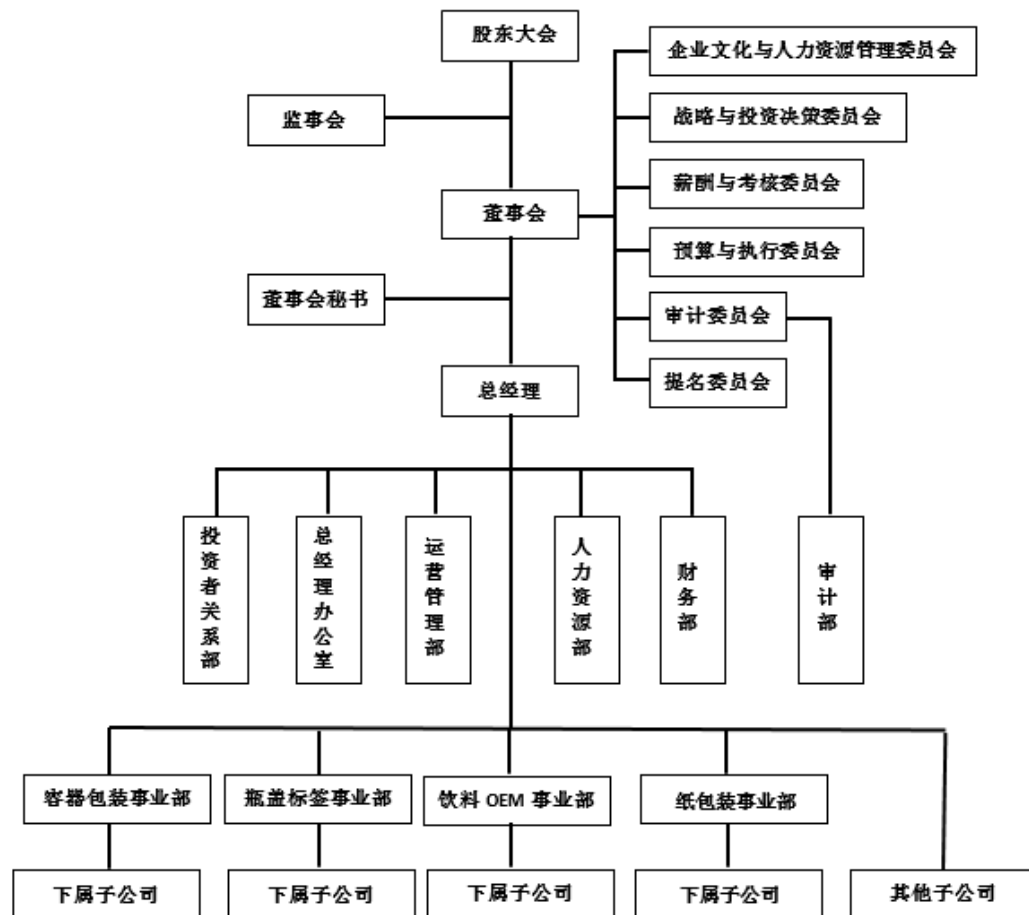 股东大会
企业文化与人力资源管理委员会
监事会
战略与投资决策委员会
薪酬与考核委员会
董事会
预算与执行委员会
董事会秘书
审计委员会
总经理
提名委员会
投资者关系部
总经理办公室
运营管理部
人力资源部
财务部
审计部
容器包装事业部
瓶盖标签事业部
饮料 OEM 事业部
纸包装事业部
下属子公司
下属子公司
下属子公司
下属子公司
其他子公司